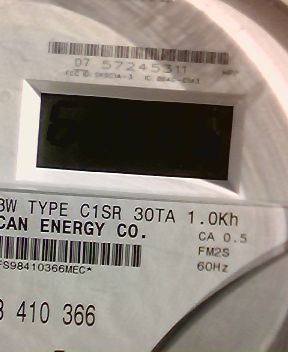 07 57245311
3W TYPE C1SR 30TA 1.0Kh
CAN ENERGY CO.
CA 0.5
FM2S
FS98410366MEC*
60Hz
8 410 366